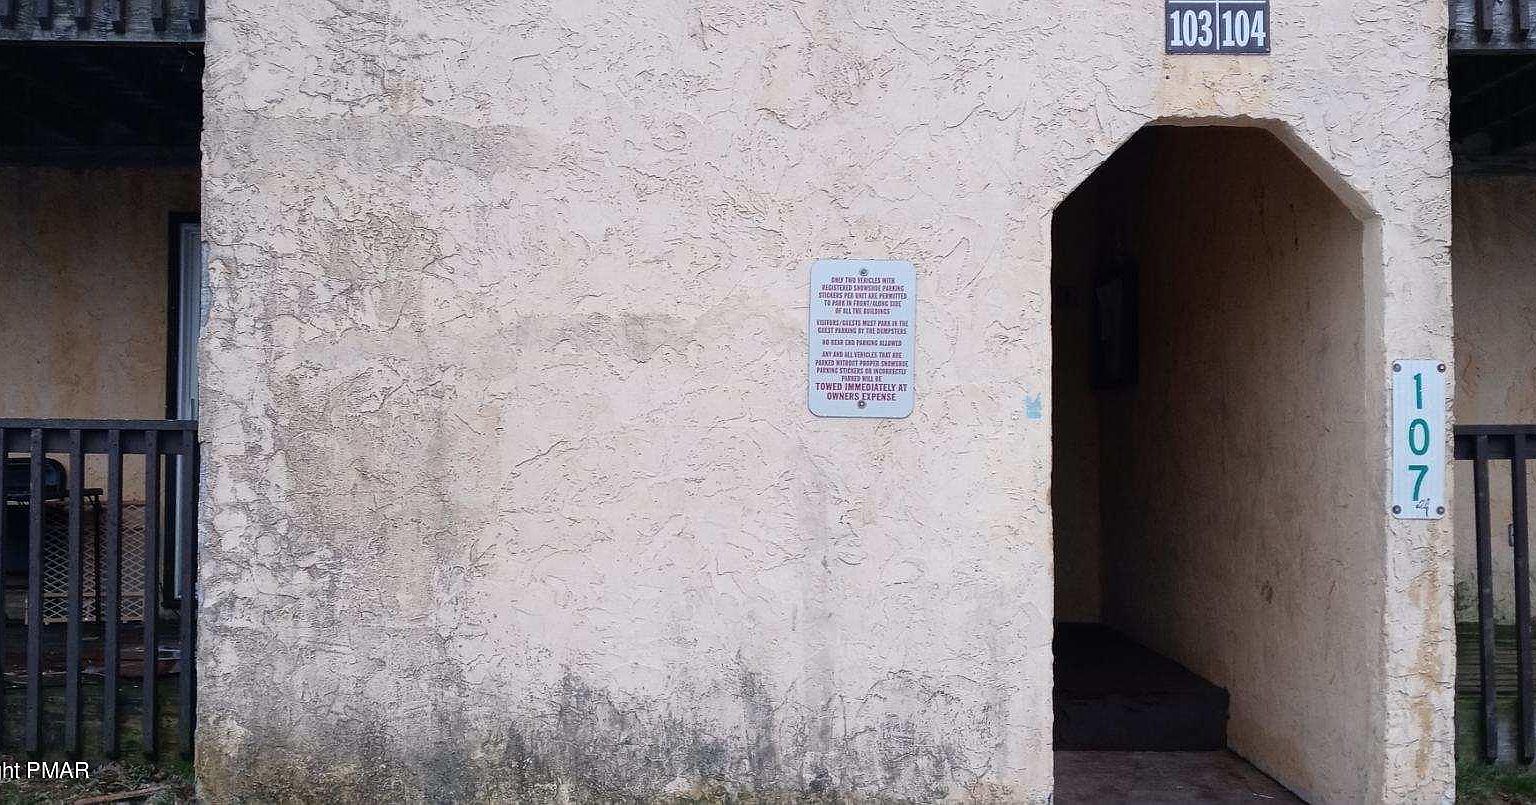 103 104
ONLY TWO VEHICLES WITH
REGISTERED SNOWSHOE PARKING
STICKERS PER UNIT ARE PERMITTED
TO PARK IN FRONT/ALONG SIDE
OF ALL THE BUILDINGS
VISITORS/GUESTS MUST PARK IN THE
GUEST PARKING BY THE DUMPSTERS
NO REAR END PARKING ALLOWED
ANY AND ALL VEHICLES THAT ARE
PARKED WITHOUT PROPER SNOWSHOE
PARKING STICKERS OR INCORRECTLY
PARKED WILL BE
TOWED IMMEDIATELY AT
OWNERS EXPENSE
107
ht PMAR